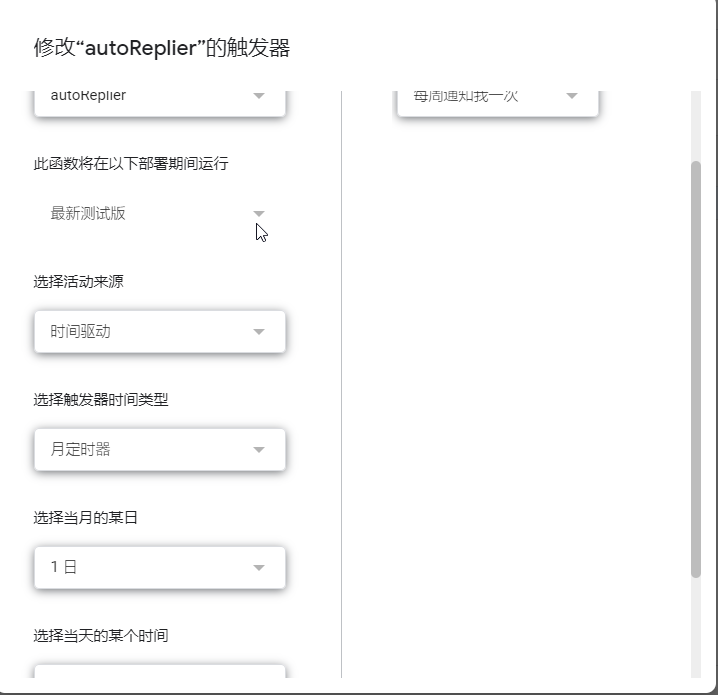 修改“autoReplier”的触发器
autoReplier
每周通知我一次
此函数将在以下部署期间运行
最新测试版
选择活动来源
时间驱动
选择触发器时间类型
月定时器
选择当月的某日
1 日
选择当天的某个时间